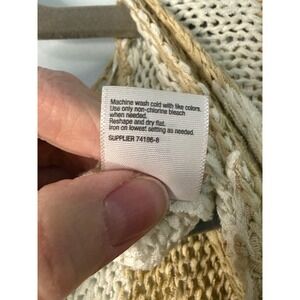 Machine wash cold with like colors.
Use only non-chlorine bleach
when needed.
Reshape and dry flat.
Iron on lowest setting as needed.
SUPPLIER 74186-8